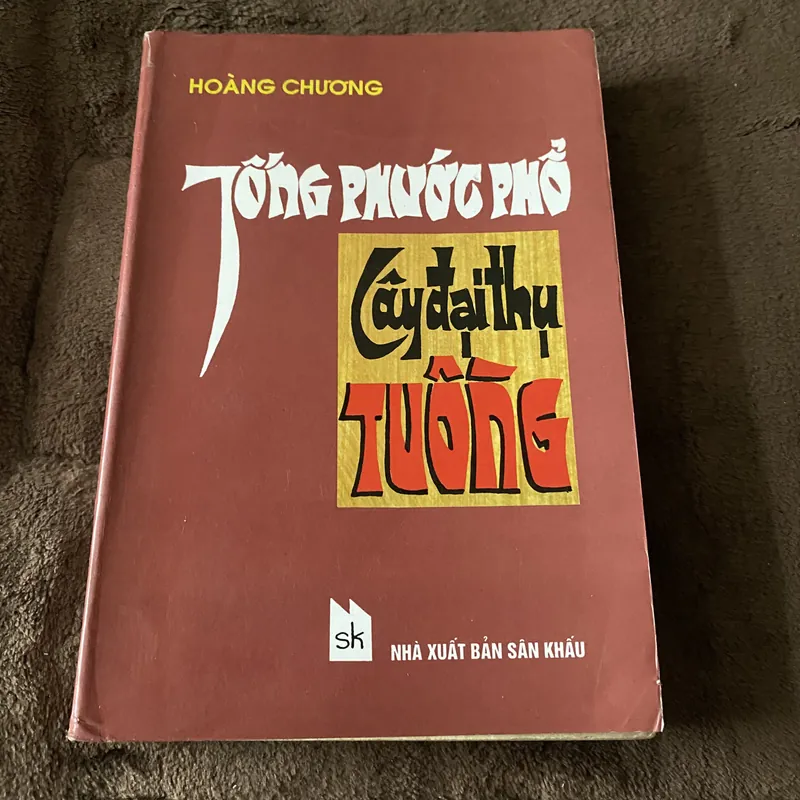 HOÀNG CHƯƠNG
TỐNG PHƯỚC PHỔ
Cây đại thụ
TUỒNG
sk
NHÀ XUẤT BẢN SÂN KHẤU